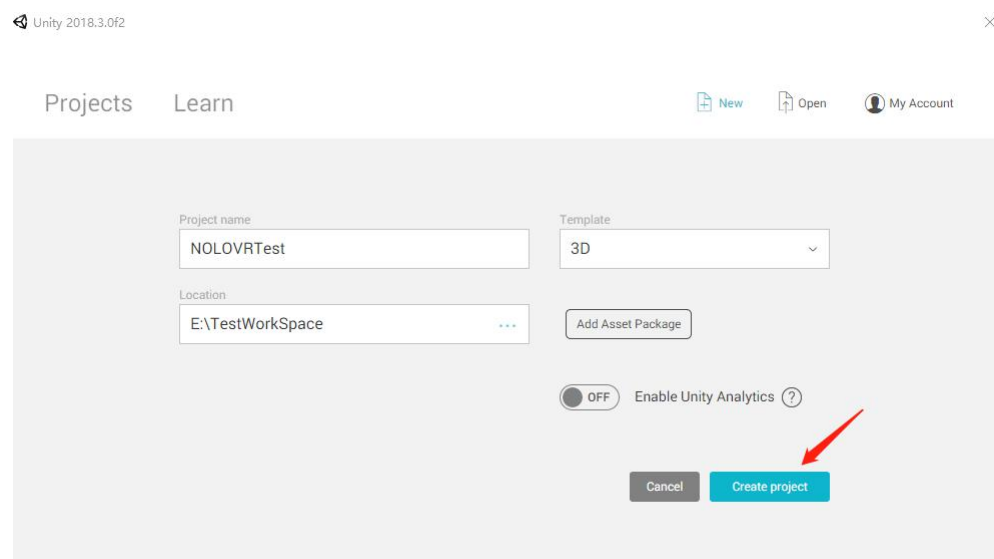 Unity 2018.3.0f2
Projects Learn New Open My Account
Project name Template
NOLOVRTest 3D
Location
E:\TestWorkSpace ... Add Asset Package
OFF Enable Unity Analytics ?
Cancel Create project